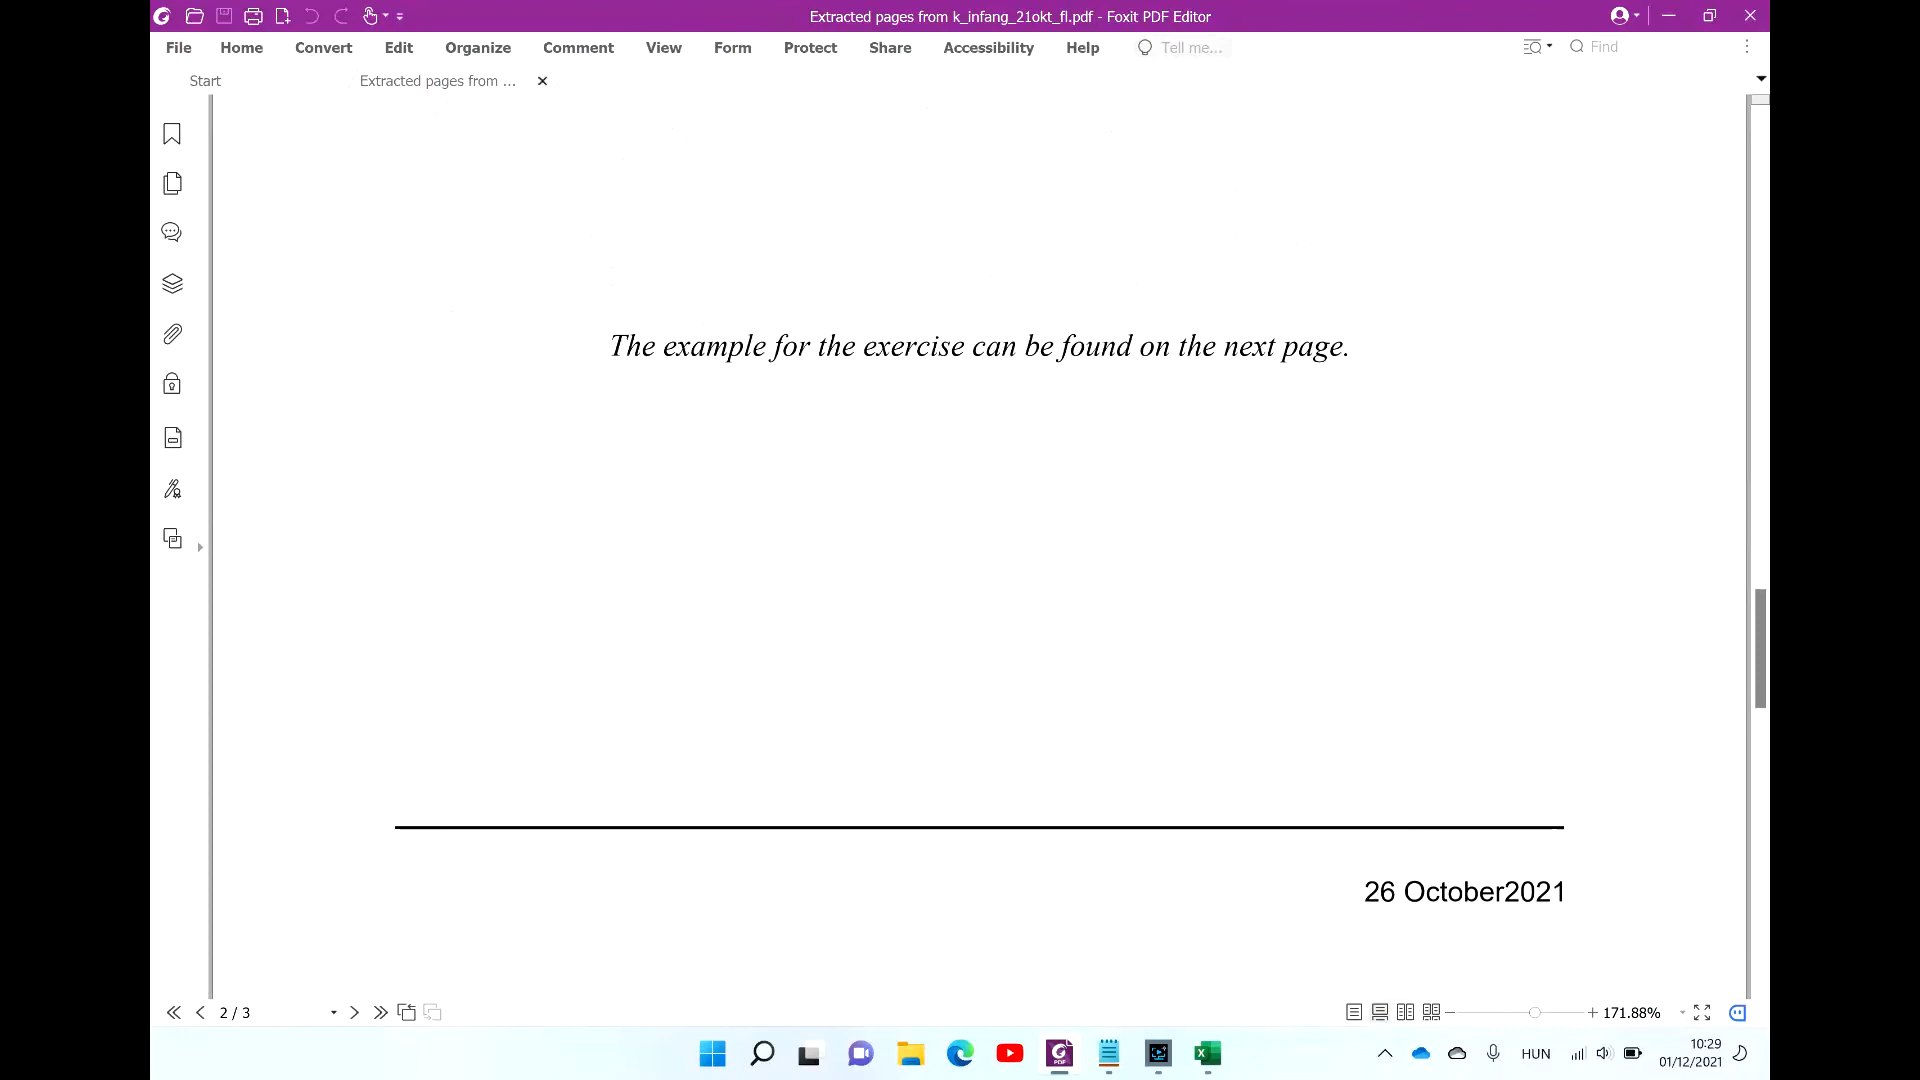 Extracted pages from k_infang_21okt_fl.pdf - Foxit PDF Editor
File Home Convert Edit Organize Comment View Form Protect Share Accessibility Help Tell me... Find
Start Extracted pages from ...
The example for the exercise can be found on the next page.
26 October2021
2 / 3 171.88%
HUN 10:29
01/12/2021